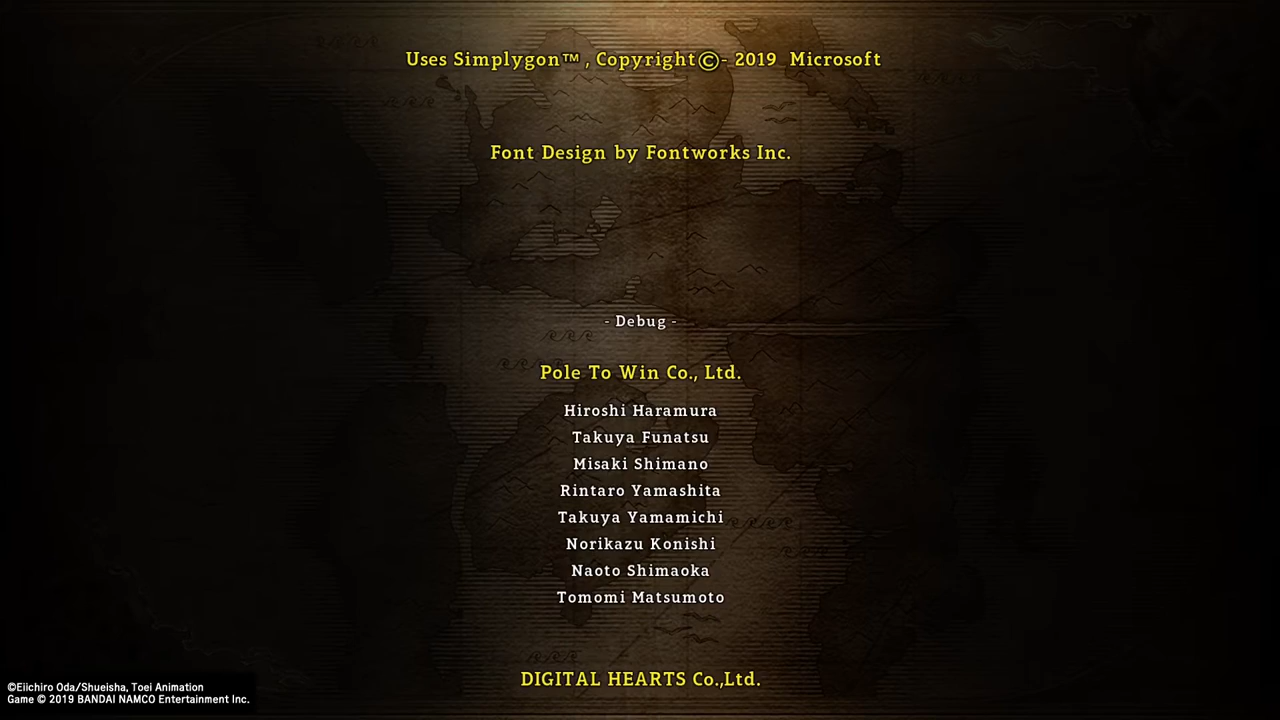 Uses Simplygon™ , Copyright©- 2019 Microsoft
Font Design by Fontworks Inc.
- Debug -
Pole To Win Co., Ltd.
Hiroshi Haramura
Takuya Funatsu
Misaki Shimano
Rintaro Yamashita
Takuya Yamamichi
Norikazu Konishi
Naoto Shimaoka
Tomomi Matsumoto
DIGITAL HEARTS Co.,Ltd.
©Eiichiro Oda/Shueisha, Toei Animation
Game © 2019 BANDAI NAMCO Entertainment Inc.